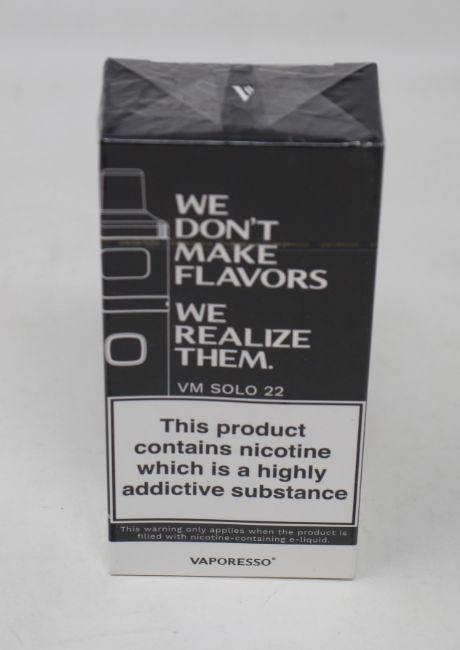 WE
DON'T
MAKE
FLAVORS
WE
REALIZE
THEM.
VM SOLO 22
This product
contains nicotine
which is a highly
addictive substance
This warning only applies when the product is
filled with nicotine-containing e-liquid.
VAPORESSO®